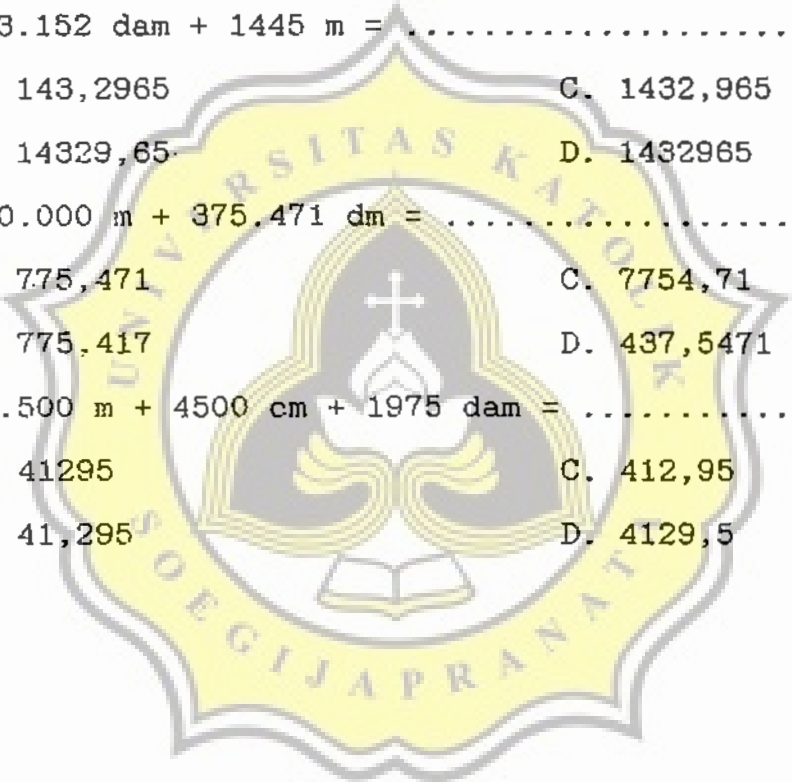 3.152 dam + 1445 m = ....................
143,2965 C. 1432,965
14329,65 D. 1432965
0.000 m + 375.471 dm = ..................
775,471 C. 7754,71
775.417 D. 437,5471
.500 m + 4500 cm + 1975 dam = ...........
41295 C. 412,95
41,295 D. 4129,5
UNIVERSITAS KATOLIK
SOEGIJAPRANATA